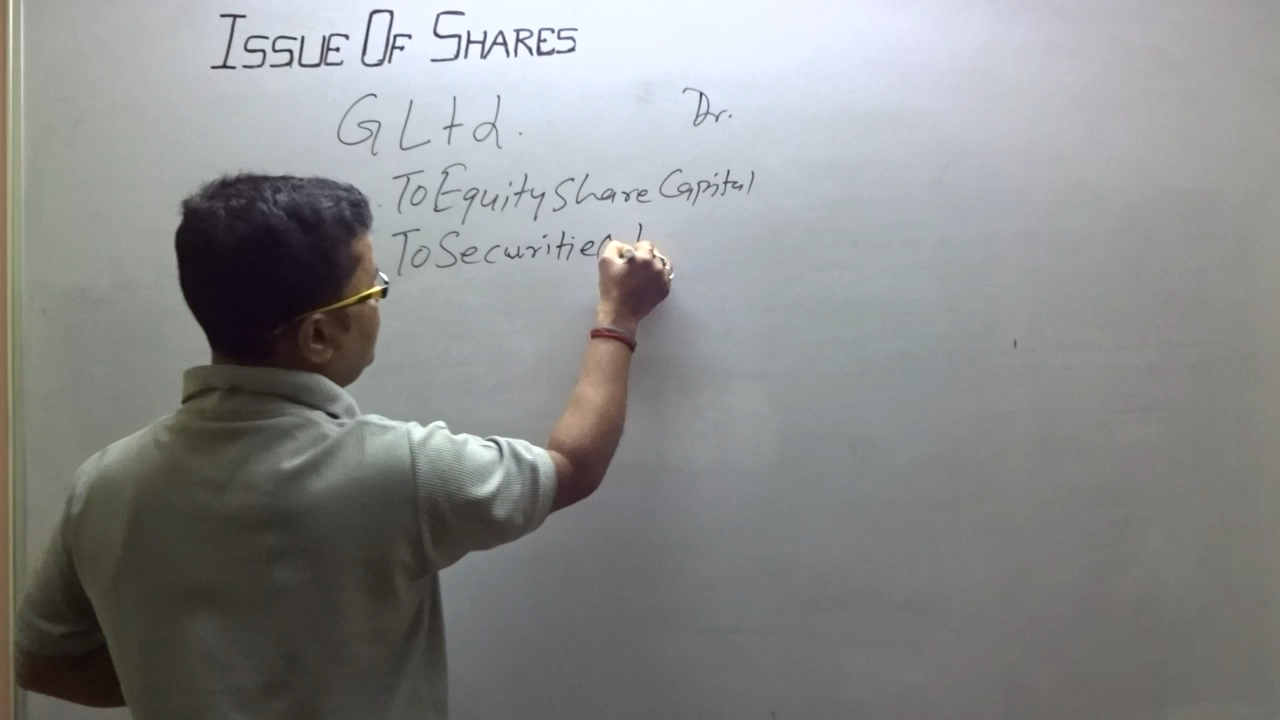 ISSUE OF SHARES
G Ltd. Dr.
To Equity Share Capital
To Securities